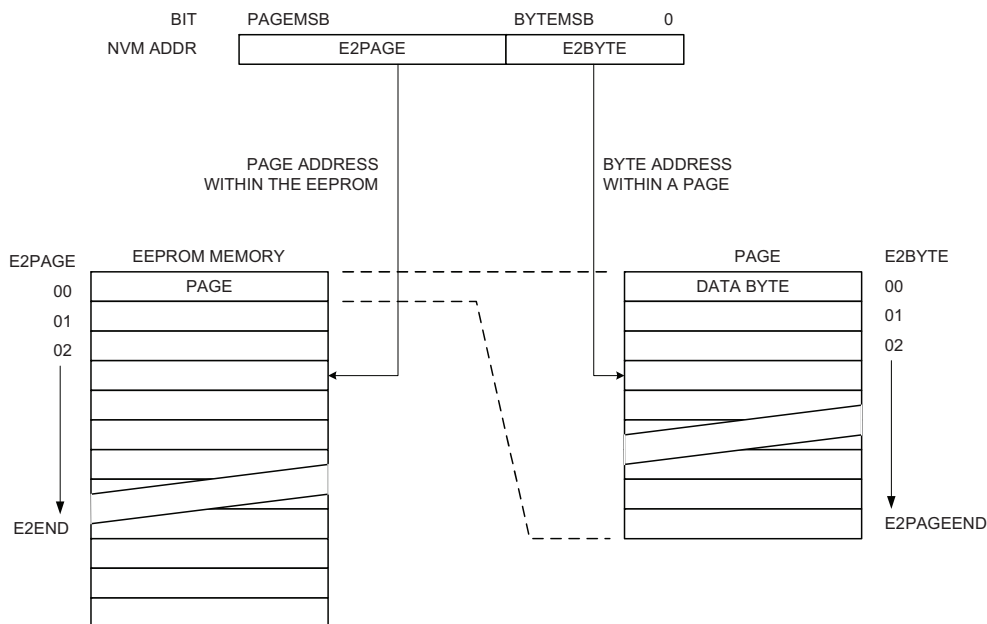 BIT PAGEMSB BYTEMSB 0
NVM ADDR E2PAGE E2BYTE
PAGE ADDRESS
WITHIN THE EEPROM
BYTE ADDRESS
WITHIN A PAGE
E2PAGE EEPROM MEMORY
00 PAGE
01
02
E2END
PAGE E2BYTE
DATA BYTE 00
01
02
E2PAGEEND